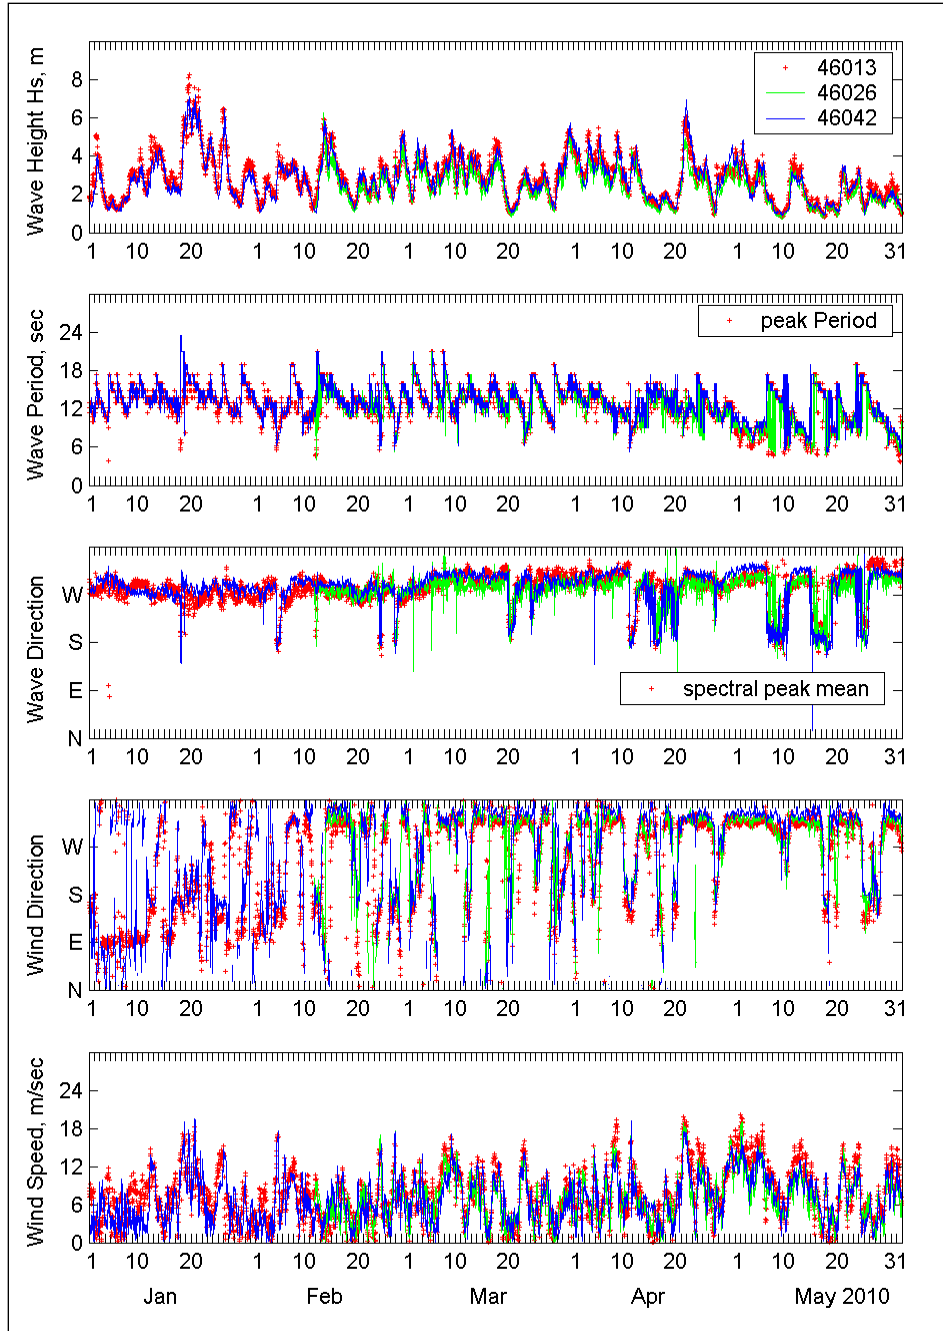 Wave Height Hs, m
8
6
4
2
0
46013
46026
46042
1 10 20 1 10 20 1 10 20 1 10 20 1 10 20 31
Wave Period, sec
24
18
12
6
0
peak Period
1 10 20 1 10 20 1 10 20 1 10 20 1 10 20 31
Wave Direction
W
S
E
N
spectral peak mean
1 10 20 1 10 20 1 10 20 1 10 20 1 10 20 31
Wind Direction
W
S
E
N
1 10 20 1 10 20 1 10 20 1 10 20 1 10 20 31
Wind Speed, m/sec
24
18
12
6
0
1 10 20 1 10 20 1 10 20 1 10 20 1 10 20 31
Jan Feb Mar Apr May 2010